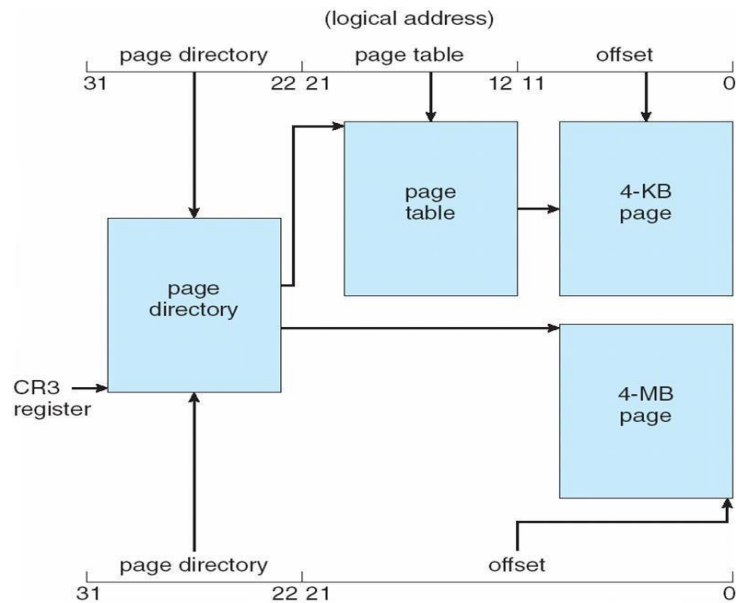 (logical address)
page directory page table offset
31 22 21 12 11 0
page
table
4-KB
page
page
directory
CR3
register
4-MB
page
page directory offset
31 22 21 0